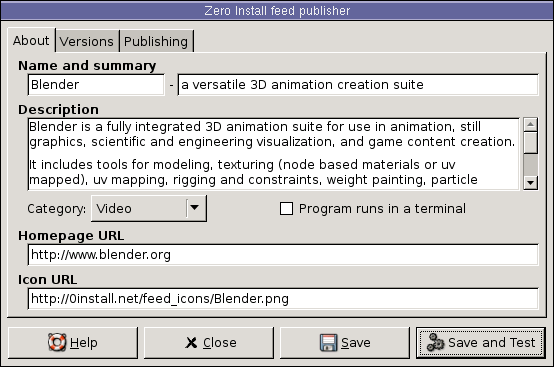 Zero Install feed publisher
About Versions Publishing
Name and summary
Blender - a versatile 3D animation creation suite
Description
Blender is a fully integrated 3D animation suite for use in animation, still
graphics, scientific and engineering visualization, and game content creation.
It includes tools for modeling, texturing (node based materials or uv
mapped), uv mapping, rigging and constraints, weight painting, particle
Category: Video Program runs in a terminal
Homepage URL
http://www.blender.org
Icon URL
http://0install.net/feed_icons/Blender.png
Help Close Save Save and Test